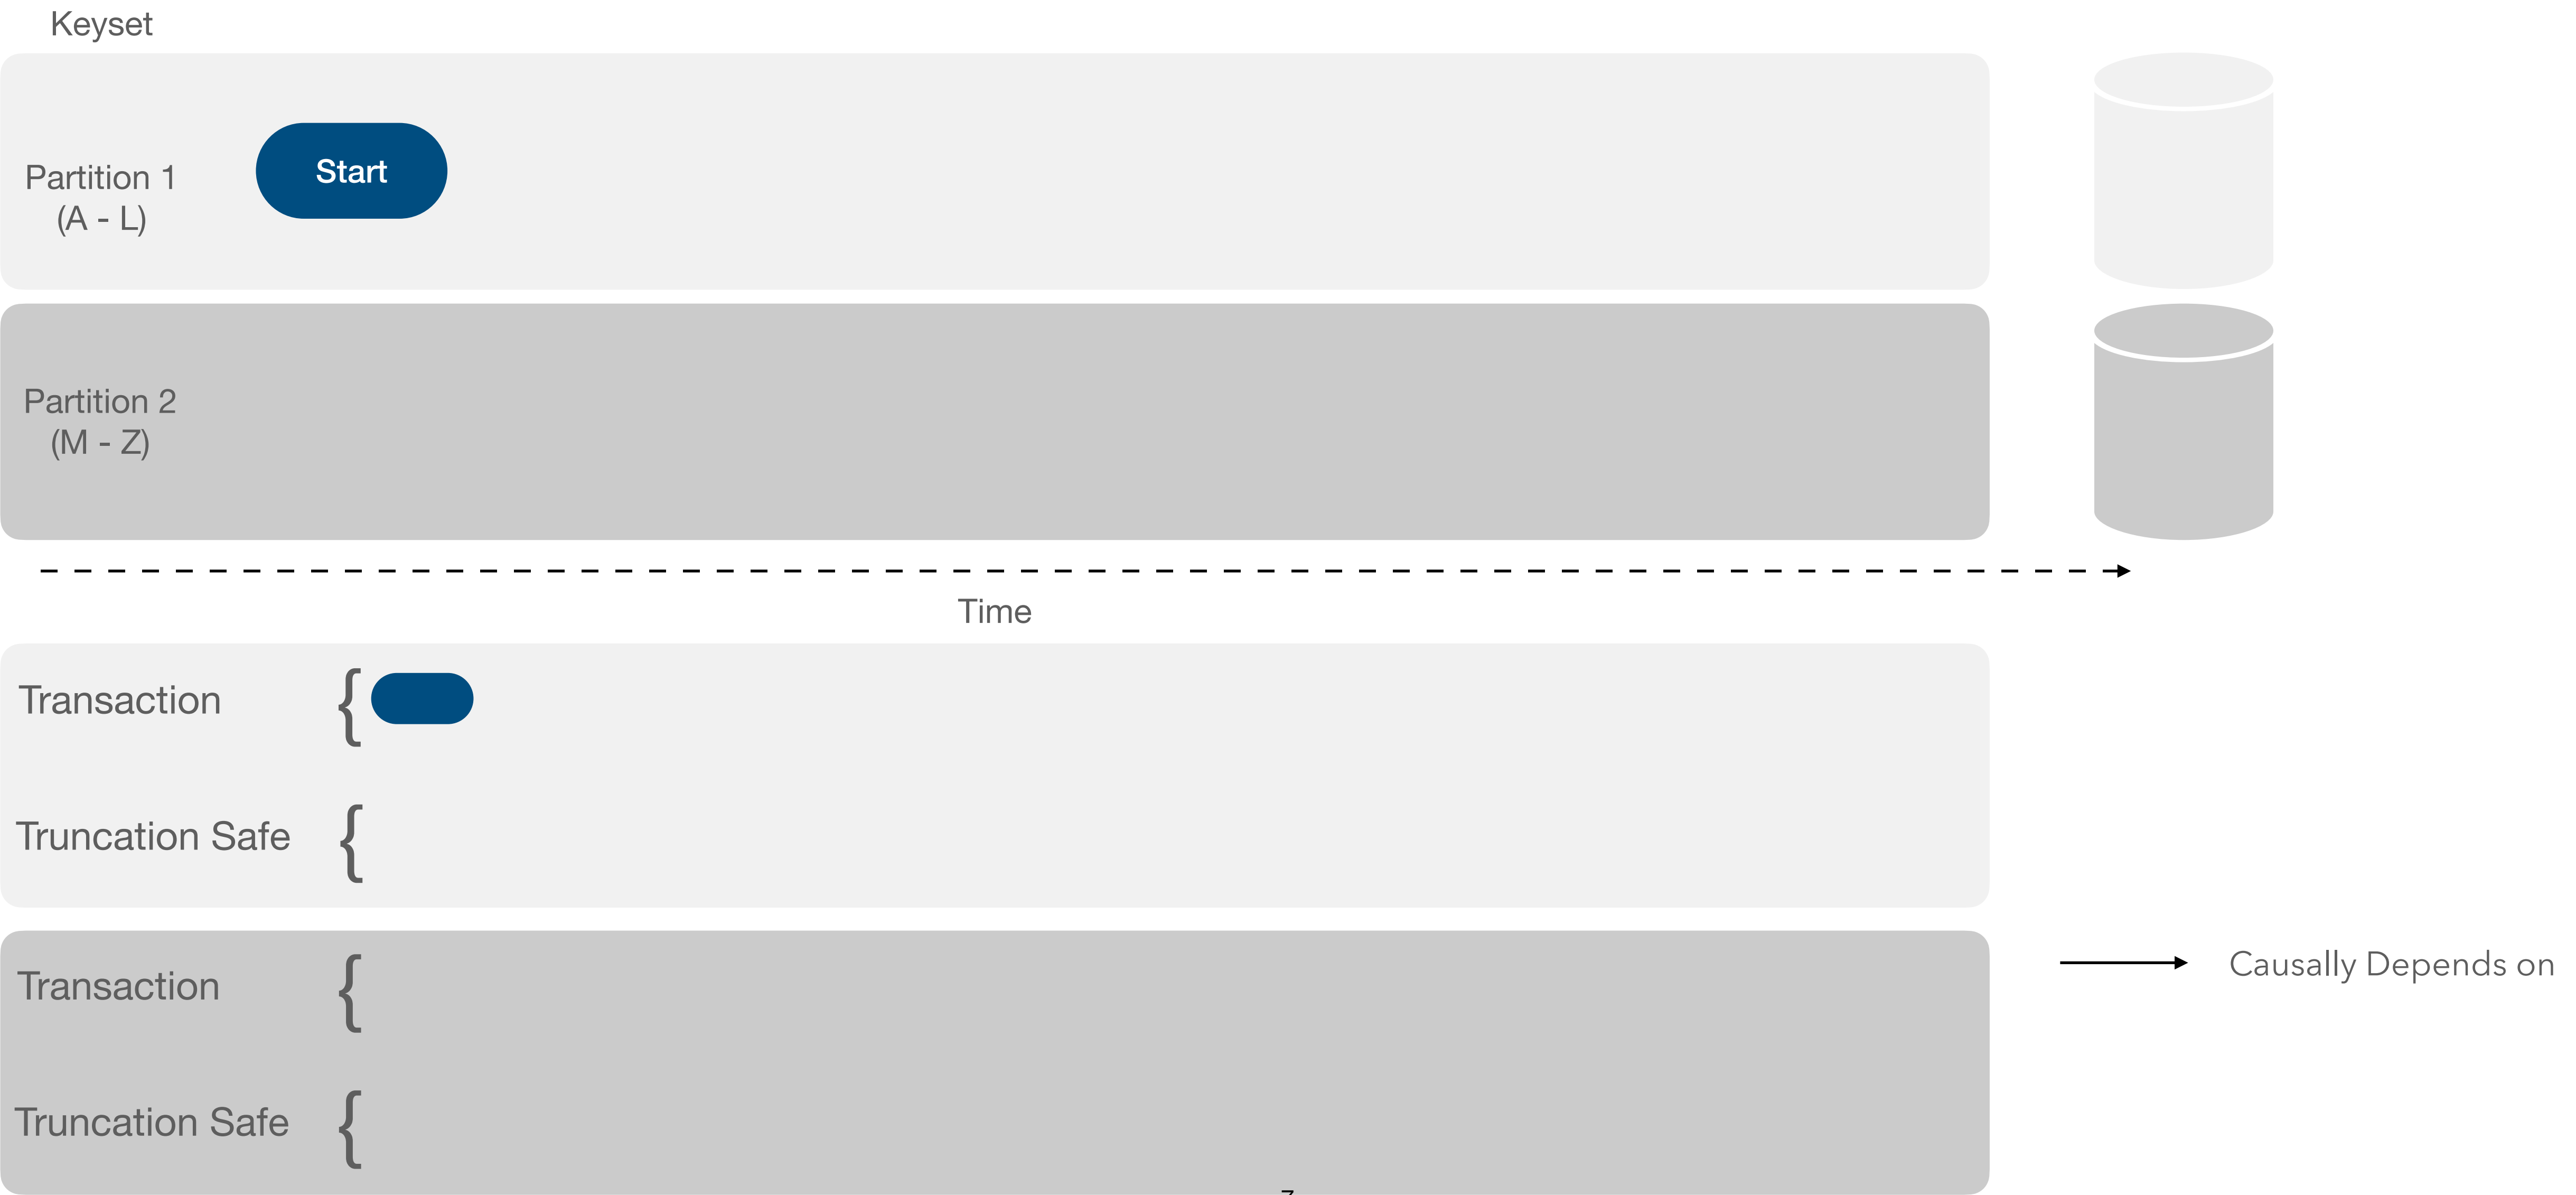 Keyset
Start
Partition 1
(A - L)
Partition 2
(M - Z)
Time
Transaction {
Truncation Safe {
Transaction {
Causally Depends on
Truncation Safe {